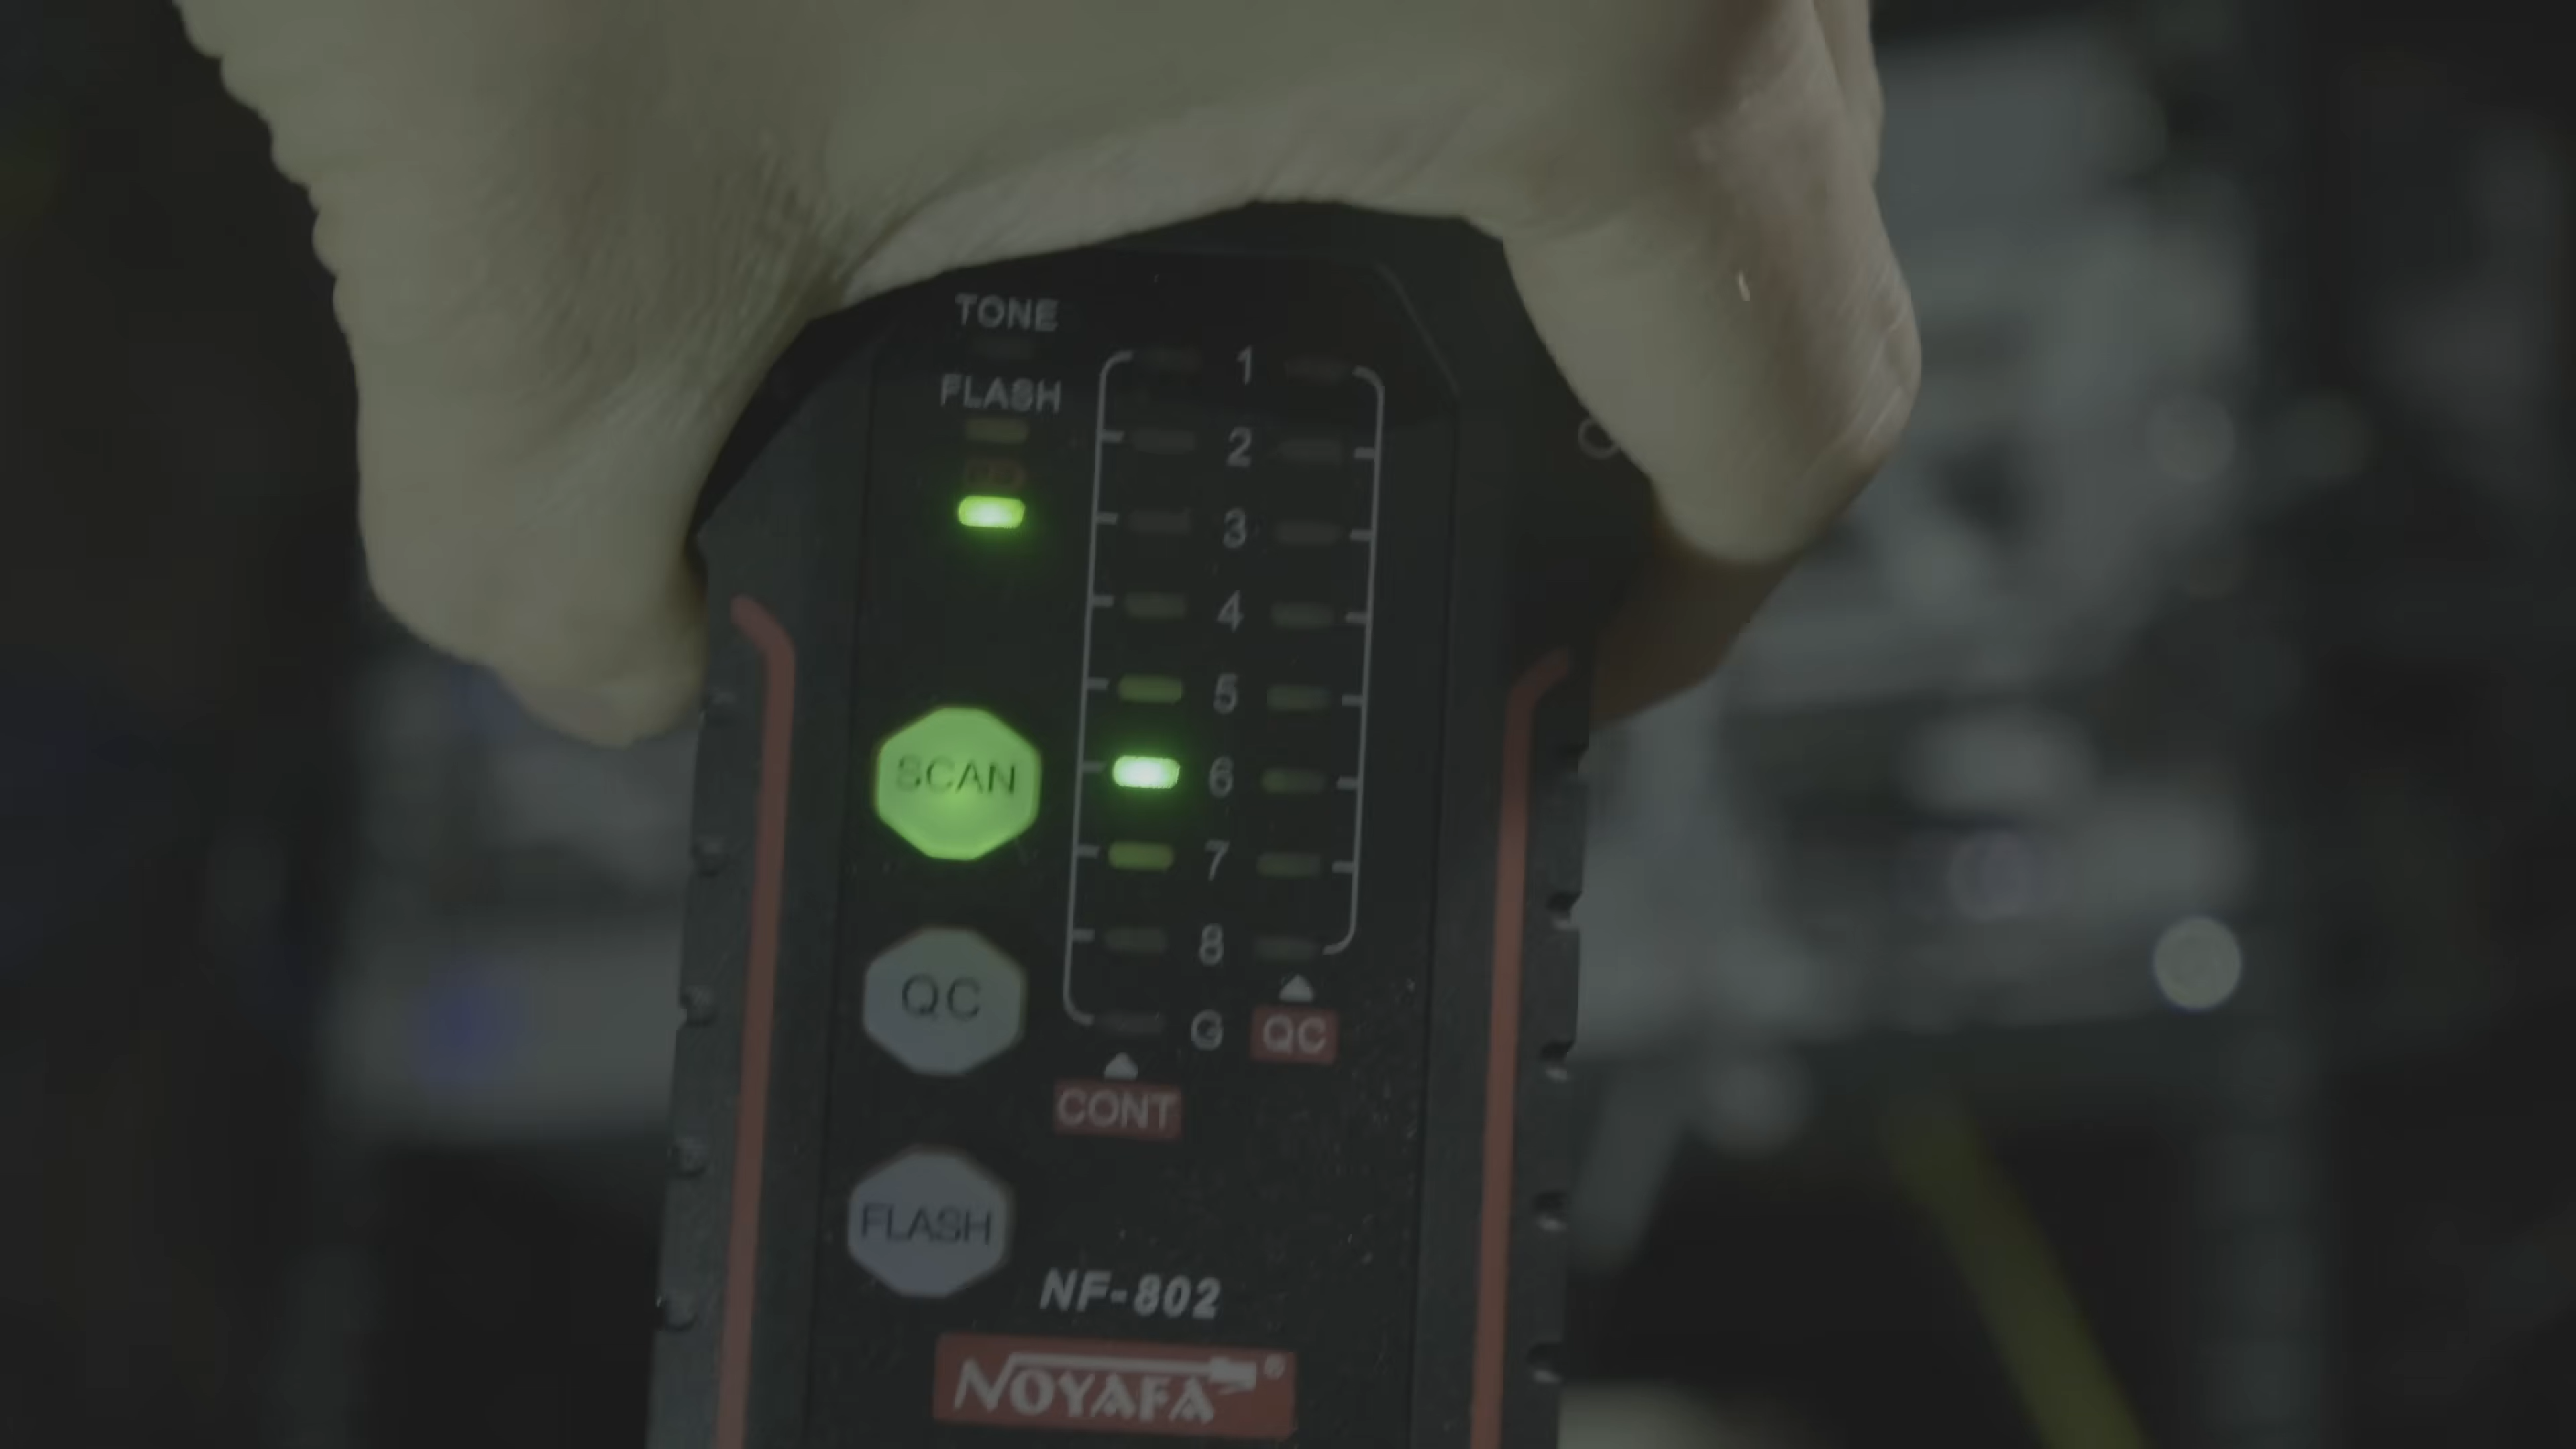 TONE
FLASH
1
2
3
4
5
SCAN
6
7
8
QC
G
QC
CONT
FLASH
NF-802
NOYAFA®